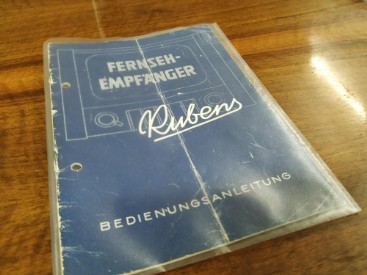 FERNSEH-
EMPFÄNGER
Rubens
BEDIENUNGSANLEITUNG